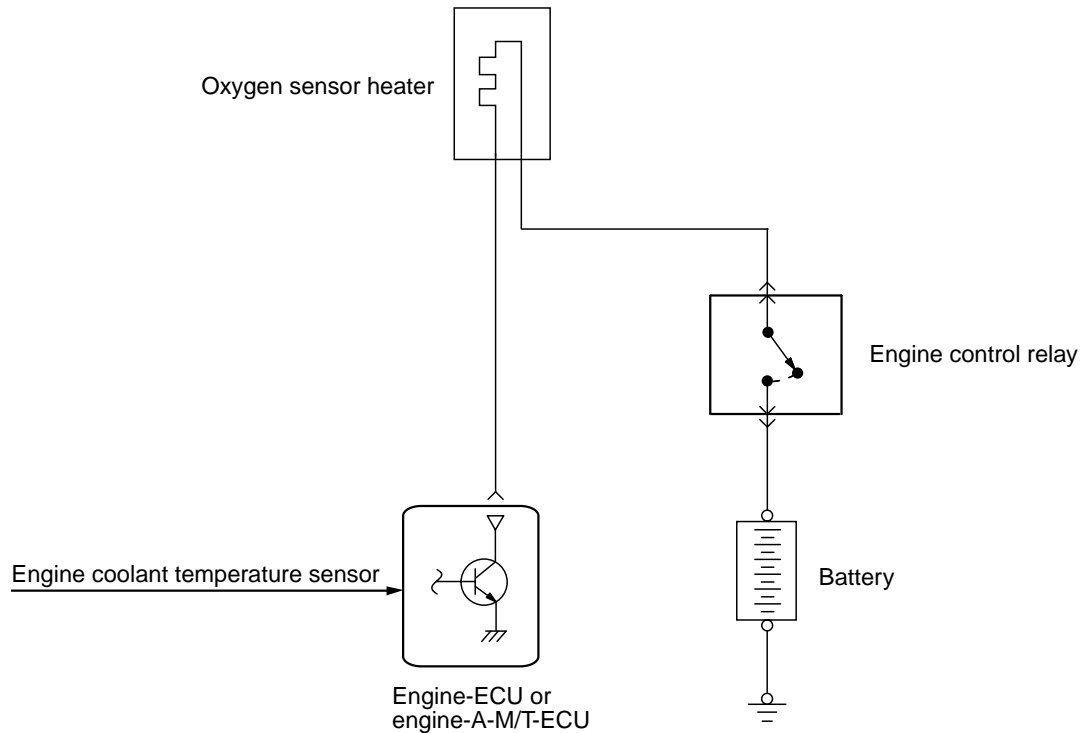 Oxygen sensor heater
Engine control relay
Engine coolant temperature sensor
Battery
Engine-ECU or
engine-A-M/T-ECU